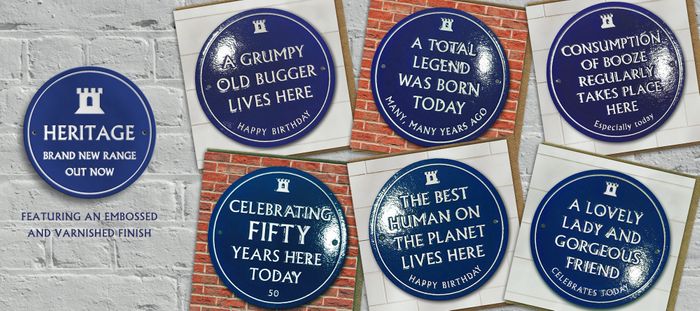 HERITAGE
BRAND NEW RANGE
OUT NOW
FEATURING AN EMBOSSED
AND VARNISHED FINISH
A GRUMPY
OLD BUGGER
LIVES HERE
HAPPY BIRTHDAY
A TOTAL
LEGEND
WAS BORN
TODAY
MANY, MANY YEARS AGO
CONSUMPTION
OF BOOZE
REGULARLY
TAKES PLACE
HERE
Especially today
CELEBRATING
FIFTY
YEARS HERE
TODAY
50
THE BEST
HUMAN ON
THE PLANET
LIVES HERE
HAPPY BIRTHDAY
A LOVELY
LADY AND
GORGEOUS
FRIEND
CELEBRATES TODAY